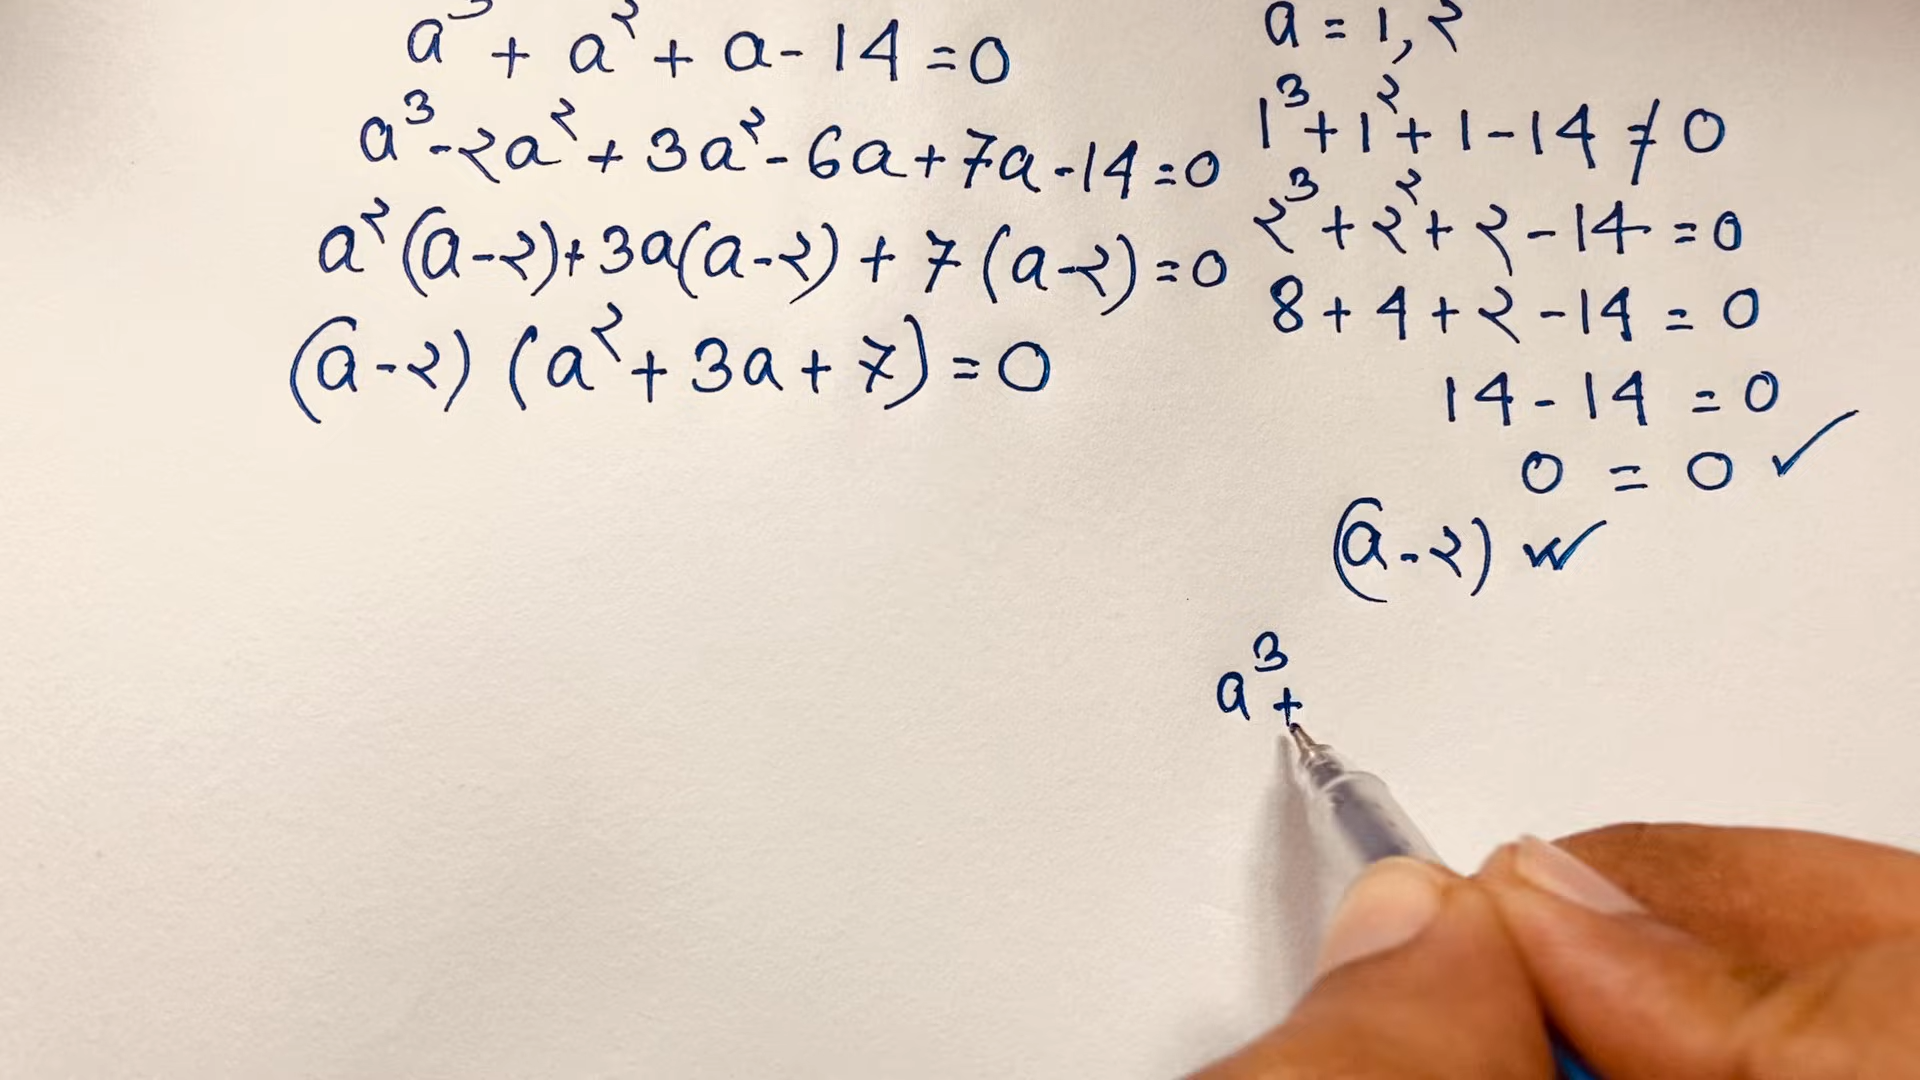 a³ + a² + a - 14 = 0
a³ - 2a² + 3a² - 6a + 7a - 14 = 0
a²(a-2) + 3a(a-2) + 7(a-2) = 0
(a-2) (a² + 3a + 7) = 0
a = 1, 2
1³ + 1² + 1 - 14 ≠ 0
2³ + 2² + 2 - 14 = 0
8 + 4 + 2 - 14 = 0
14 - 14 = 0
0 = 0 ✓
(a-2) ✓
a³ +